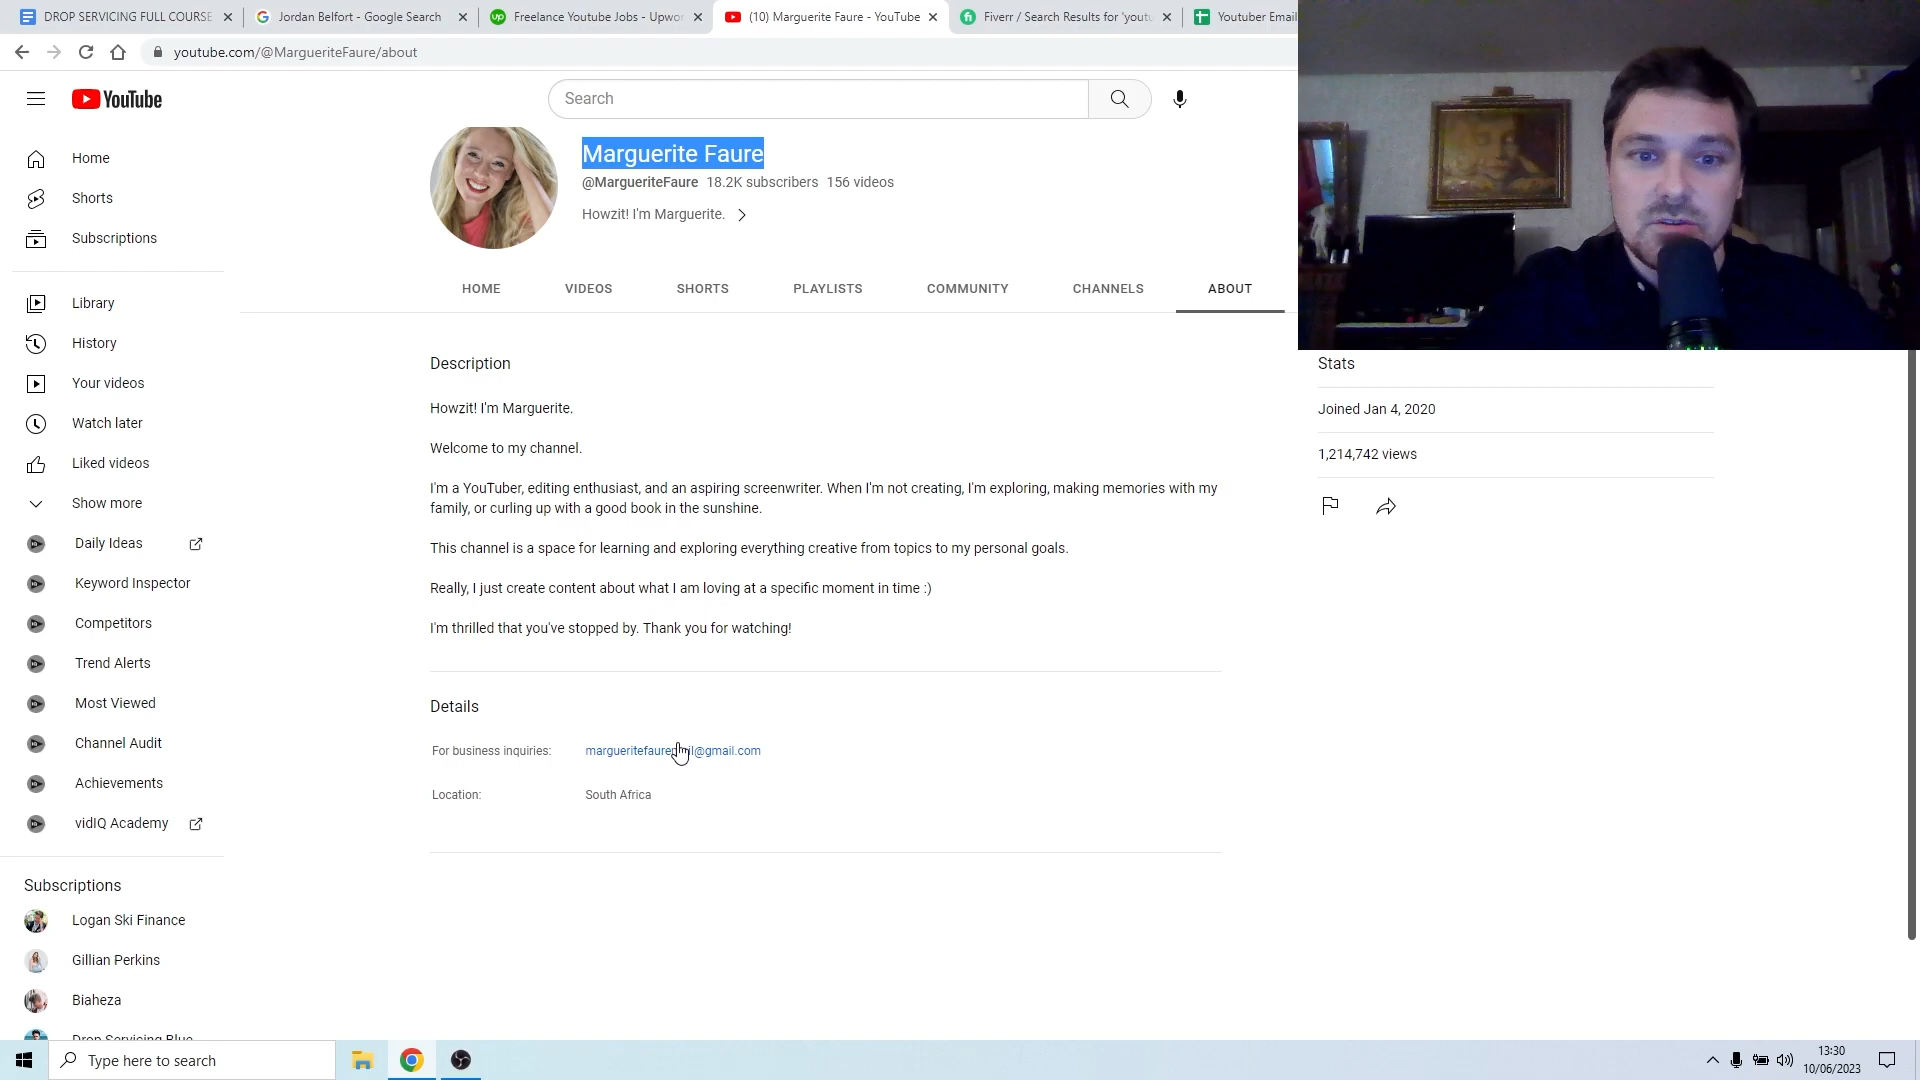 DROP SERVICING FULL COURSE
Jordan Belfort - Google Search
Freelance Youtube Jobs - Upwor
(10) Marguerite Faure - YouTube
Fiverr / Search Results for 'youtu
Youtuber Email
youtube.com/@MargueriteFaure/about
YouTube
Search
Home
Shorts
Subscriptions
Library
History
Your videos
Watch later
Liked videos
Show more
Daily Ideas
Keyword Inspector
Competitors
Trend Alerts
Most Viewed
Channel Audit
Achievements
vidIQ Academy
Subscriptions
Logan Ski Finance
Gillian Perkins
Biaheza
Drop Servicing Blue
Marguerite Faure
@MargueriteFaure 18.2K subscribers 156 videos
Howzit! I'm Marguerite.
HOME VIDEOS SHORTS PLAYLISTS COMMUNITY CHANNELS ABOUT
Description
Howzit! I'm Marguerite.
Welcome to my channel.
I'm a YouTuber, editing enthusiast, and an aspiring screenwriter. When I'm not creating, I'm exploring, making memories with my
family, or curling up with a good book in the sunshine.
This channel is a space for learning and exploring everything creative from topics to my personal goals.
Really, I just create content about what I am loving at a specific moment in time :)
I'm thrilled that you've stopped by. Thank you for watching!
Details
For business inquiries:
Location: South Africa
Stats
Joined Jan 4, 2020
1,214,742 views
Type here to search
13:30
10/06/2023